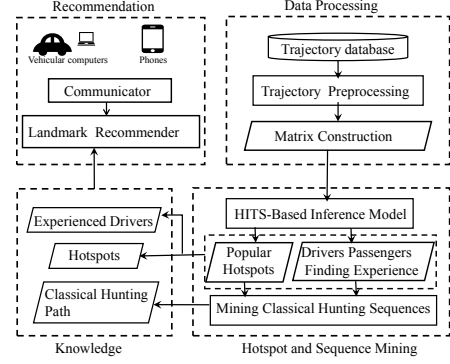 Recommendation
Vehicular computers
Phones
Communicator
Landmark Recommender
Data Processing
Trajectory database
Trajectory Preprocessing
Matrix Construction
Experienced Drivers
Hotspots
Classical Hunting
Path
Knowledge
HITS-Based Inference Model
Popular
Hotspots
Drivers Passengers
Finding Experience
Mining Classical Hunting Sequences
Hotspot and Sequence Mining